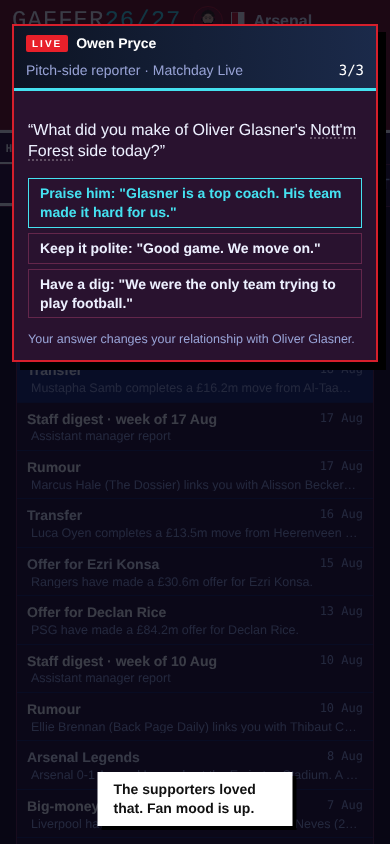 GAFFER26/27 Arsenal
LIVE Owen Pryce
Pitch-side reporter · Matchday Live 3/3
“What did you make of Oliver Glasner's Nott'm
Forest side today?”
Praise him: "Glasner is a top coach. His team
made it hard for us."
Keep it polite: "Good game. We move on."
Have a dig: "We were the only team trying to
play football."
Your answer changes your relationship with Oliver Glasner.
Transfer
Mustapha Samb completes a £16.2m move from Al-Taa…
Staff digest · week of 17 Aug 17 Aug
Assistant manager report
Rumour 17 Aug
Marcus Hale (The Dossier) links you with Alisson Becker…
Transfer 16 Aug
Luca Oyen completes a £13.5m move from Heerenveen …
Offer for Ezri Konsa 15 Aug
Rangers have made a £30.6m offer for Ezri Konsa.
Offer for Declan Rice 13 Aug
PSG have made a £84.2m offer for Declan Rice.
Staff digest · week of 10 Aug 10 Aug
Assistant manager report
Rumour 10 Aug
Ellie Brennan (Back Page Daily) links you with Thibaut C…
Arsenal Legends 8 Aug
Arsenal 0-1 A …
The supporters loved
that. Fan mood is up.
Big-money 7 Aug
Liverpool ha Neves (2…